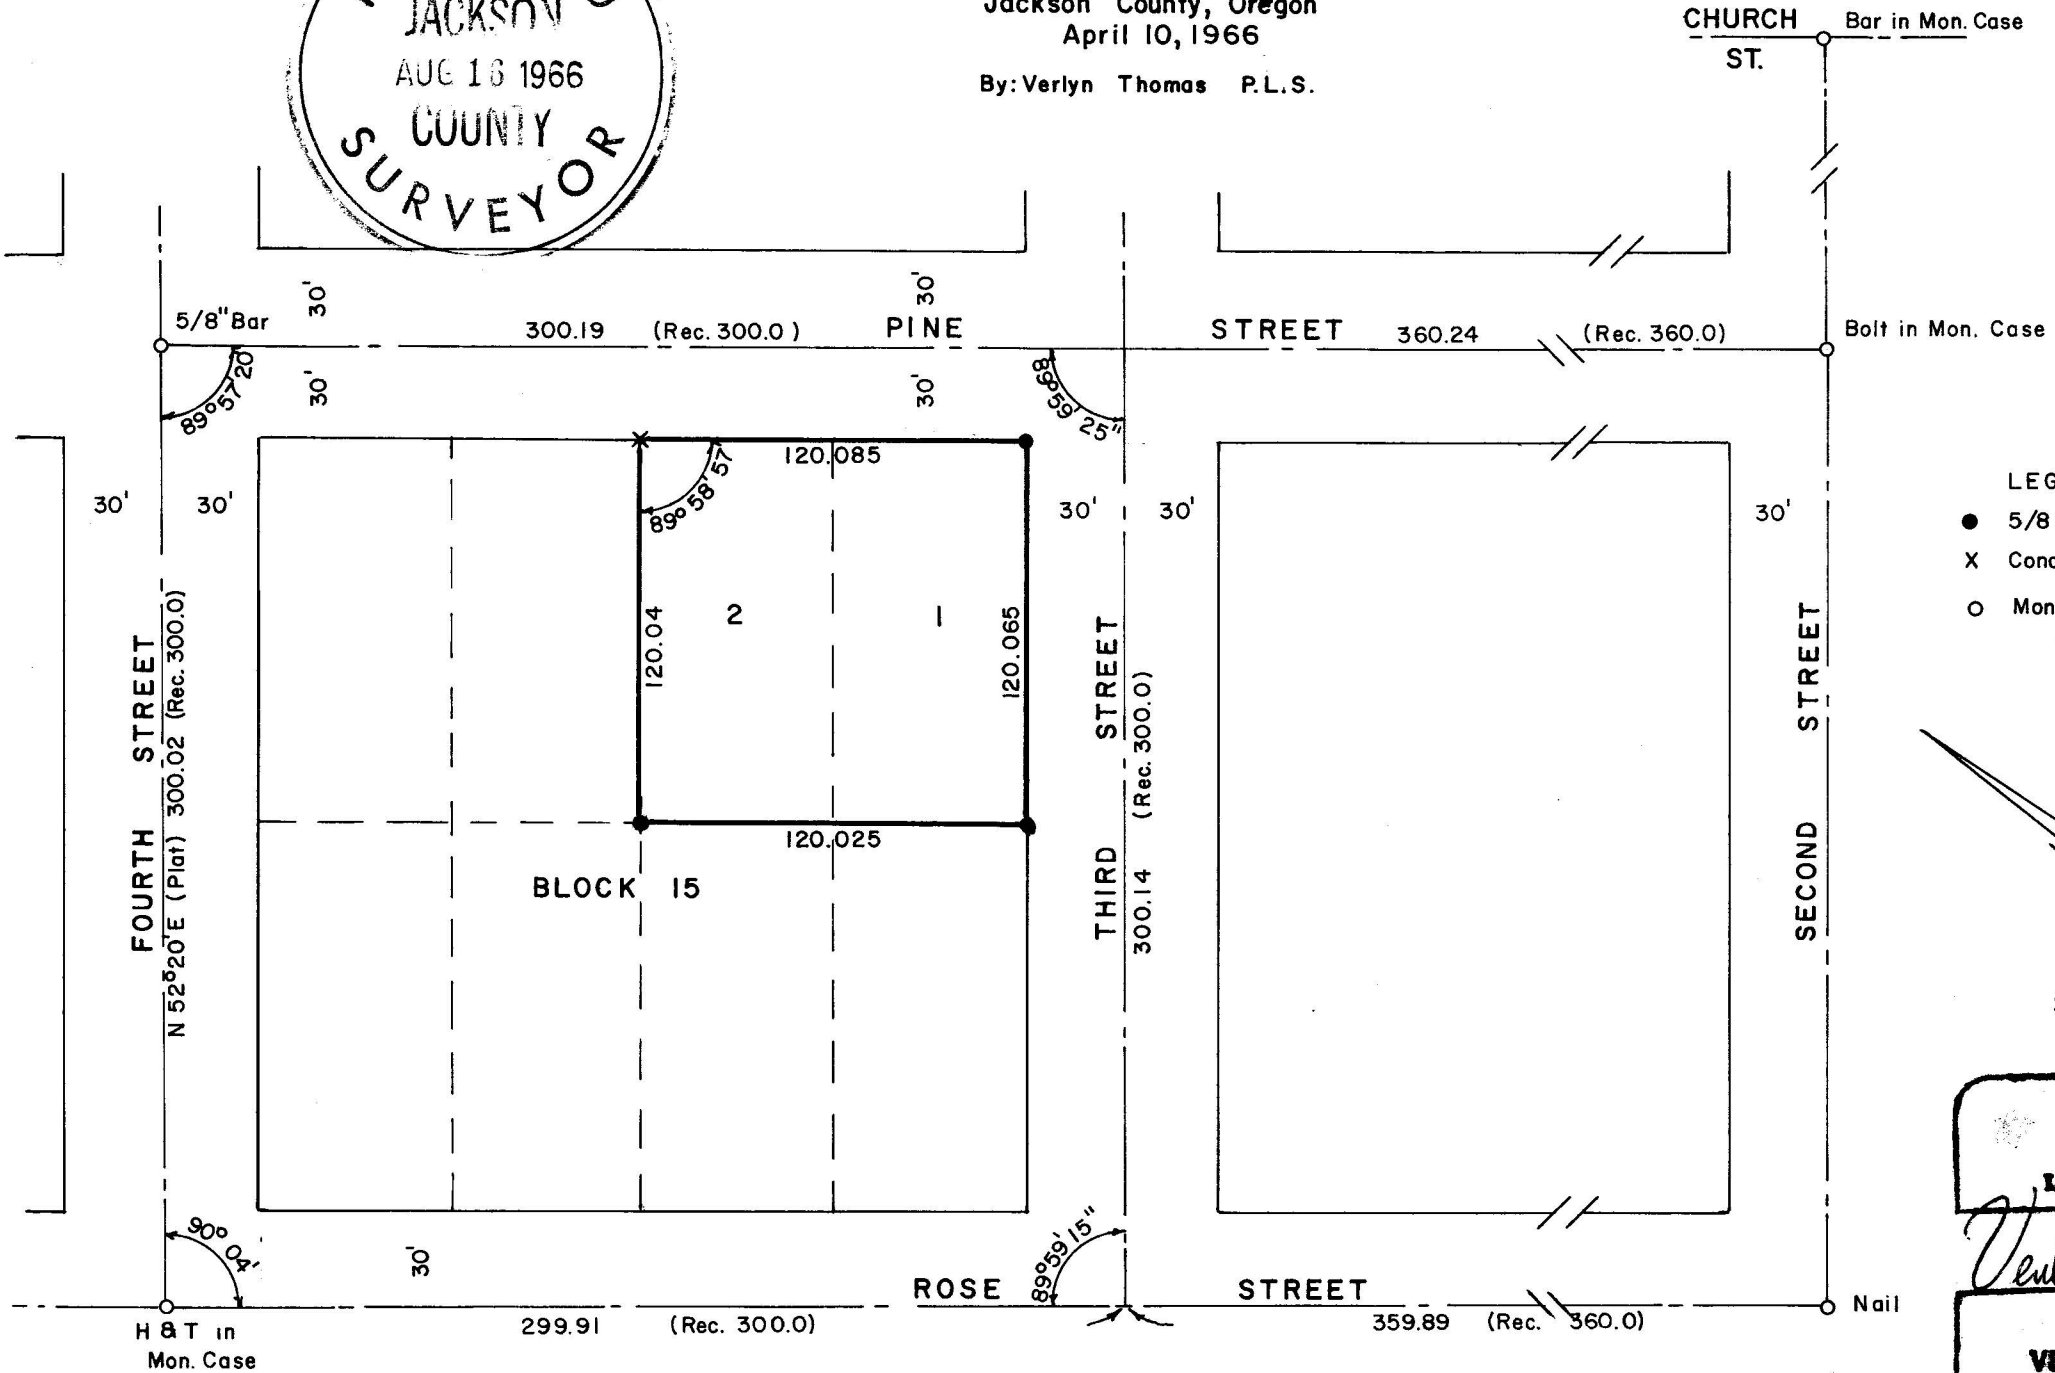 JACKSON
AUG 16 1966
COUNTY
SURVEYOR
Jackson County, Oregon
April 10, 1966
By: Verlyn Thomas P.L.S.
CHURCH
ST.
Bar in Mon. Case
5/8" Bar
30'
30'
300.19 (Rec. 300.0)
PINE STREET
360.24 (Rec. 360.0)
Bolt in Mon. Case
89°57'20"
30'
30'
89°59'25"
120.085
89°58'57"
30'
30'
30'
30'
30'
5/8
X
Mon
2
1
120.04
120.065
120.025
BLOCK 15
FOURTH STREET
N 52°20'E (Plat) 300.02 (Rec. 300.0)
THIRD STREET
300.14 (Rec. 300.0)
SECOND STREET
90°04'
30'
89°59'15"
ROSE STREET
H & T in
Mon. Case
299.91 (Rec. 300.0)
359.89 (Rec. 360.0)
Nail